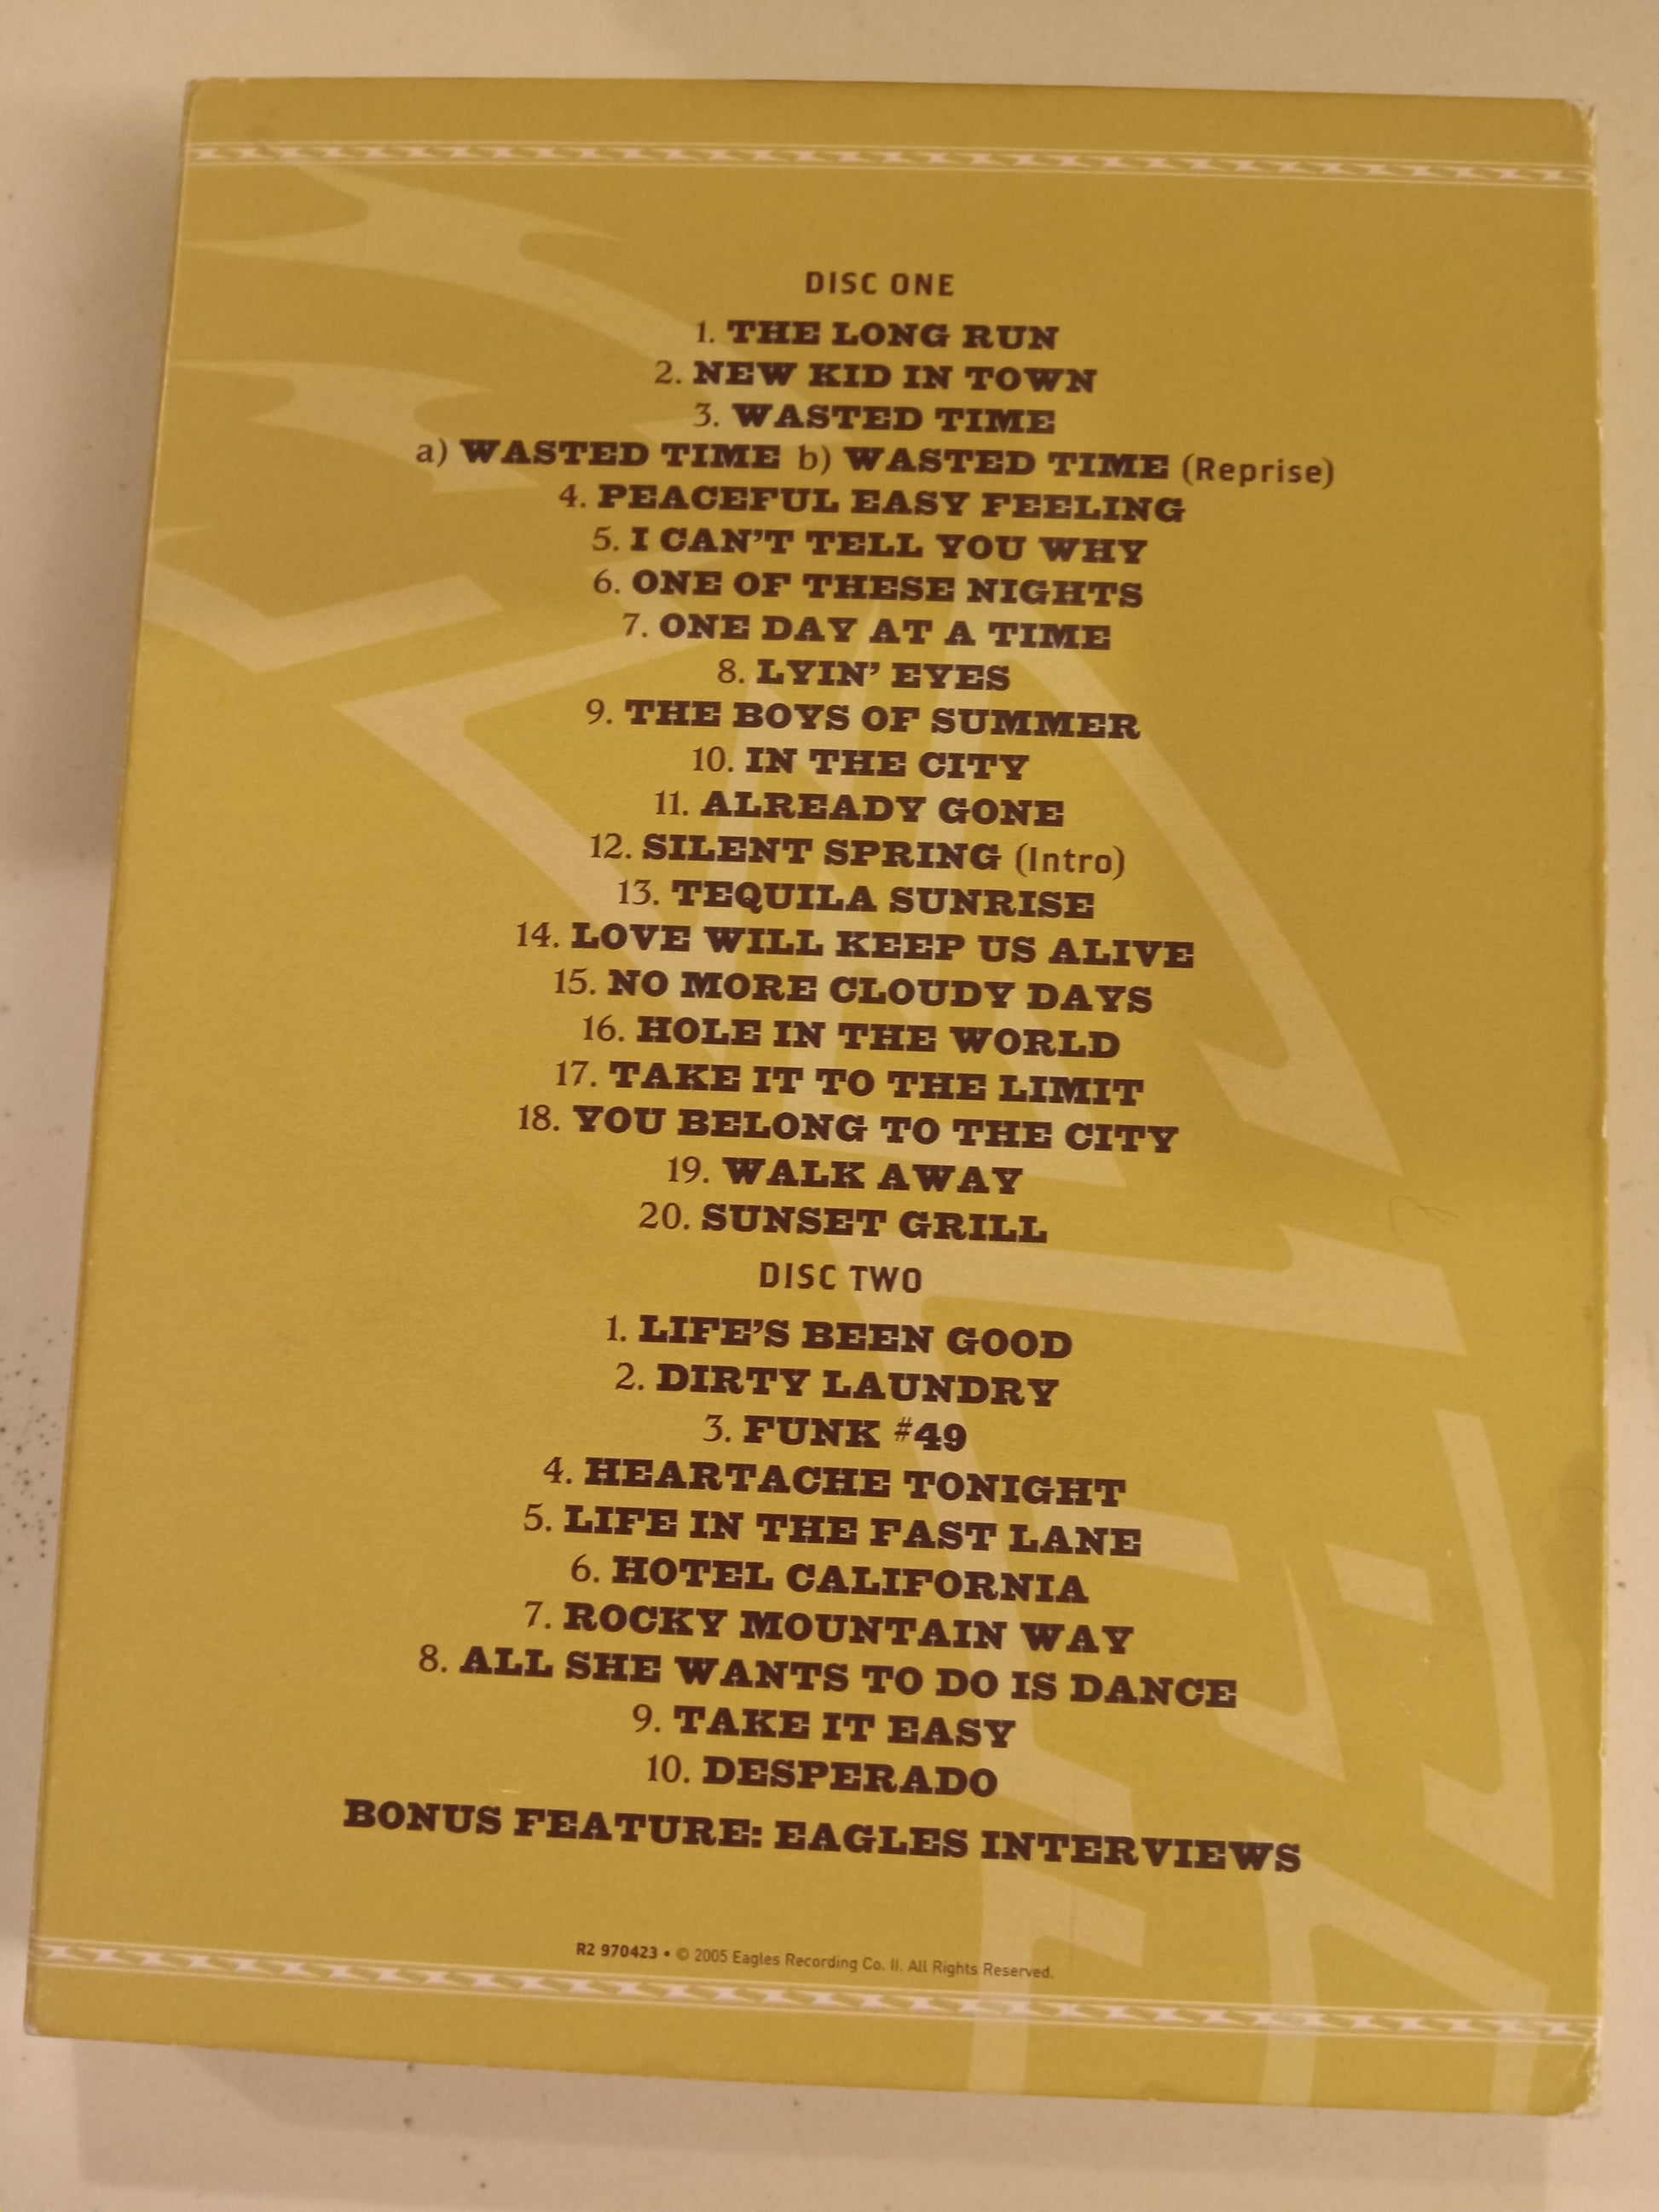 DISC ONE
1. THE LONG RUN
2. NEW KID IN TOWN
3. WASTED TIME
a) WASTED TIME b) WASTED TIME (Reprise)
4. PEACEFUL EASY FEELING
5. I CAN'T TELL YOU WHY
6. ONE OF THESE NIGHTS
7. ONE DAY AT A TIME
8. LYIN' EYES
9. THE BOYS OF SUMMER
10. IN THE CITY
11. ALREADY GONE
12. SILENT SPRING (Intro)
13. TEQUILA SUNRISE
14. LOVE WILL KEEP US ALIVE
15. NO MORE CLOUDY DAYS
16. HOLE IN THE WORLD
17. TAKE IT TO THE LIMIT
18. YOU BELONG TO THE CITY
19. WALK AWAY
20. SUNSET GRILL
DISC TWO
1. LIFE'S BEEN GOOD
2. DIRTY LAUNDRY
3. FUNK #49
4. HEARTACHE TONIGHT
5. LIFE IN THE FAST LANE
6. HOTEL CALIFORNIA
7. ROCKY MOUNTAIN WAY
8. ALL SHE WANTS TO DO IS DANCE
9. TAKE IT EASY
10. DESPERADO
BONUS FEATURE: EAGLES INTERVIEWS
R2 970423 • © 2005 Eagles Recording Co. II. All Rights Reserved.